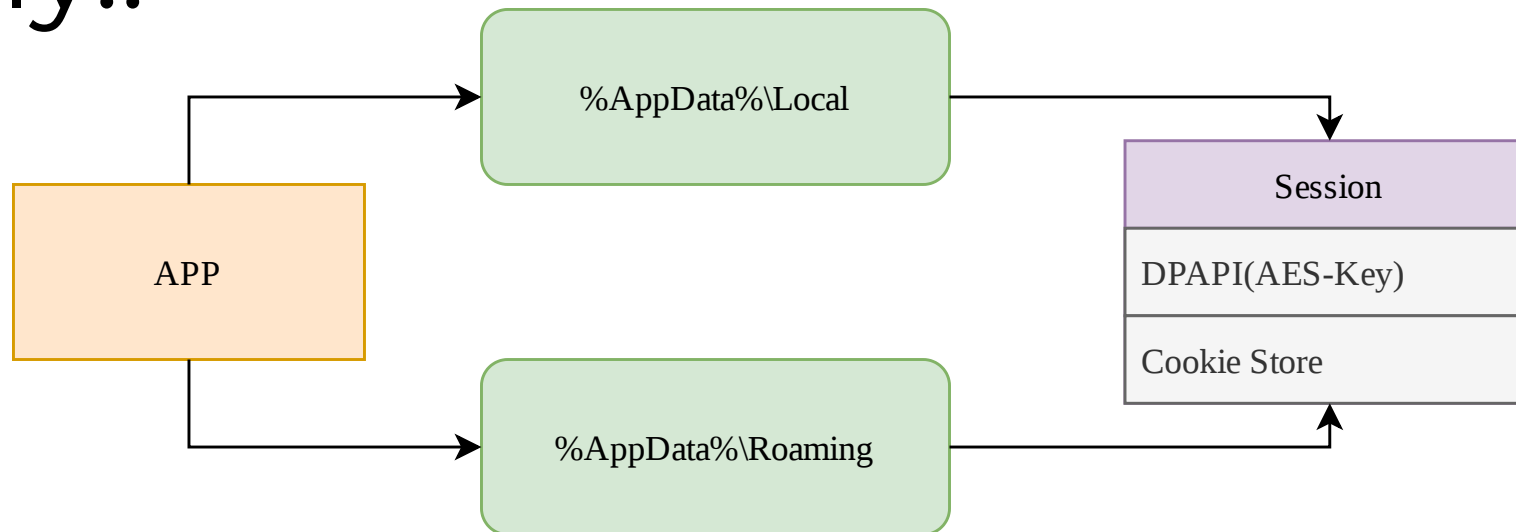 %AppData%\Local
Session
APP
DPAPI(AES-Key)
Cookie Store
%AppData%\Roaming